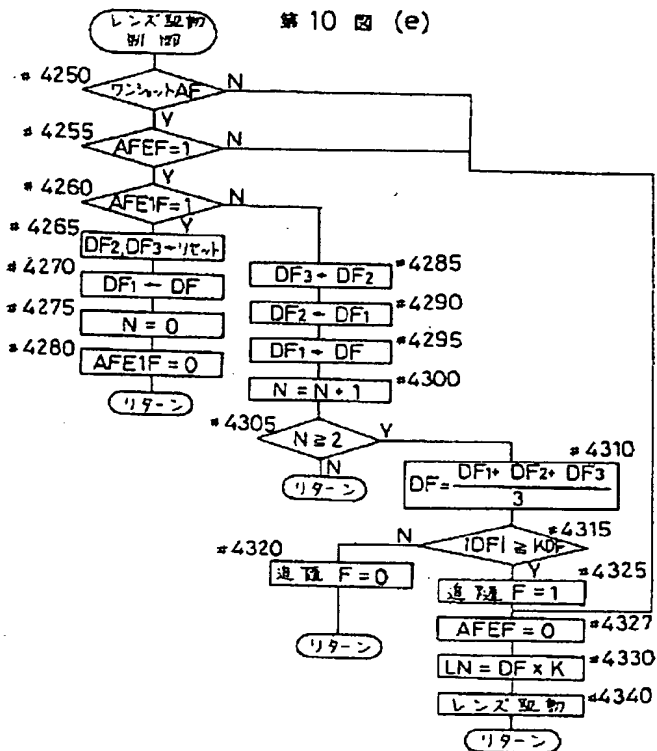 第10図 (e)
レンズ駆動
制御
#4250
ワンショットAF
N
Y
#4255
AFEF=1
N
Y
#4260
AFE1F=1
N
Y
#4265
DF2,DF3←リセット
#4270
DF1 ← DF
#4275
N = 0
#4280
AFE1F=0
リターン
DF3 ← DF2
#4285
DF2 ← DF1
#4290
DF1 ← DF
#4295
N = N + 1
#4300
#4305
N ≧ 2
Y
N
リターン
#4310
DF= DF1+ DF2+ DF3
3
#4315
|DF| ≧ KDF
N
Y
#4320
追随 F=0
リターン
#4325
追随 F=1
AFEF=0
#4327
LN=DF×K
#4330
レンズ駆動
#4340
リターン